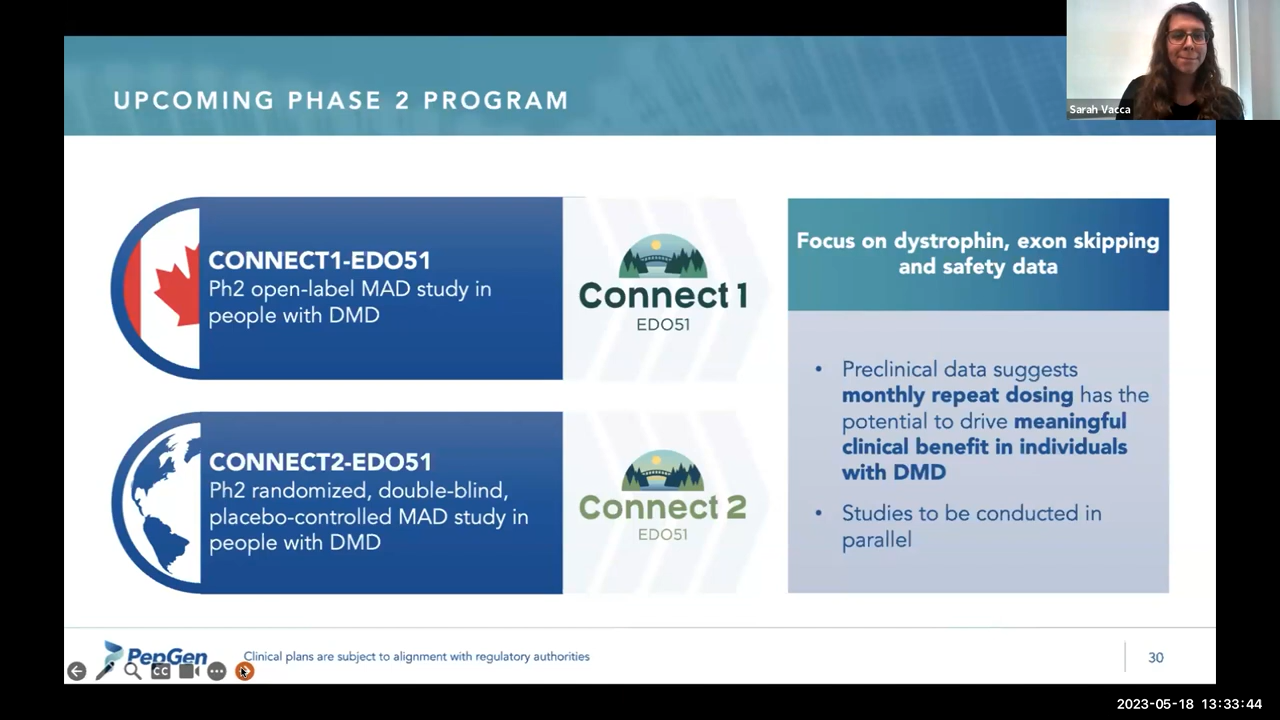 UPCOMING PHASE 2 PROGRAM
Sarah Vacca
CONNECT1-EDO51
Ph2 open-label MAD study in
people with DMD
Connect 1
EDO51
CONNECT2-EDO51
Ph2 randomized, double-blind,
placebo-controlled MAD study in
people with DMD
Connect 2
EDO51
Focus on dystrophin, exon skipping
and safety data
• Preclinical data suggests
monthly repeat dosing has the
potential to drive meaningful
clinical benefit in individuals
with DMD
• Studies to be conducted in
parallel
PepGen
CC
Clinical plans are subject to alignment with regulatory authorities
30
2023-05-18 13:33:44